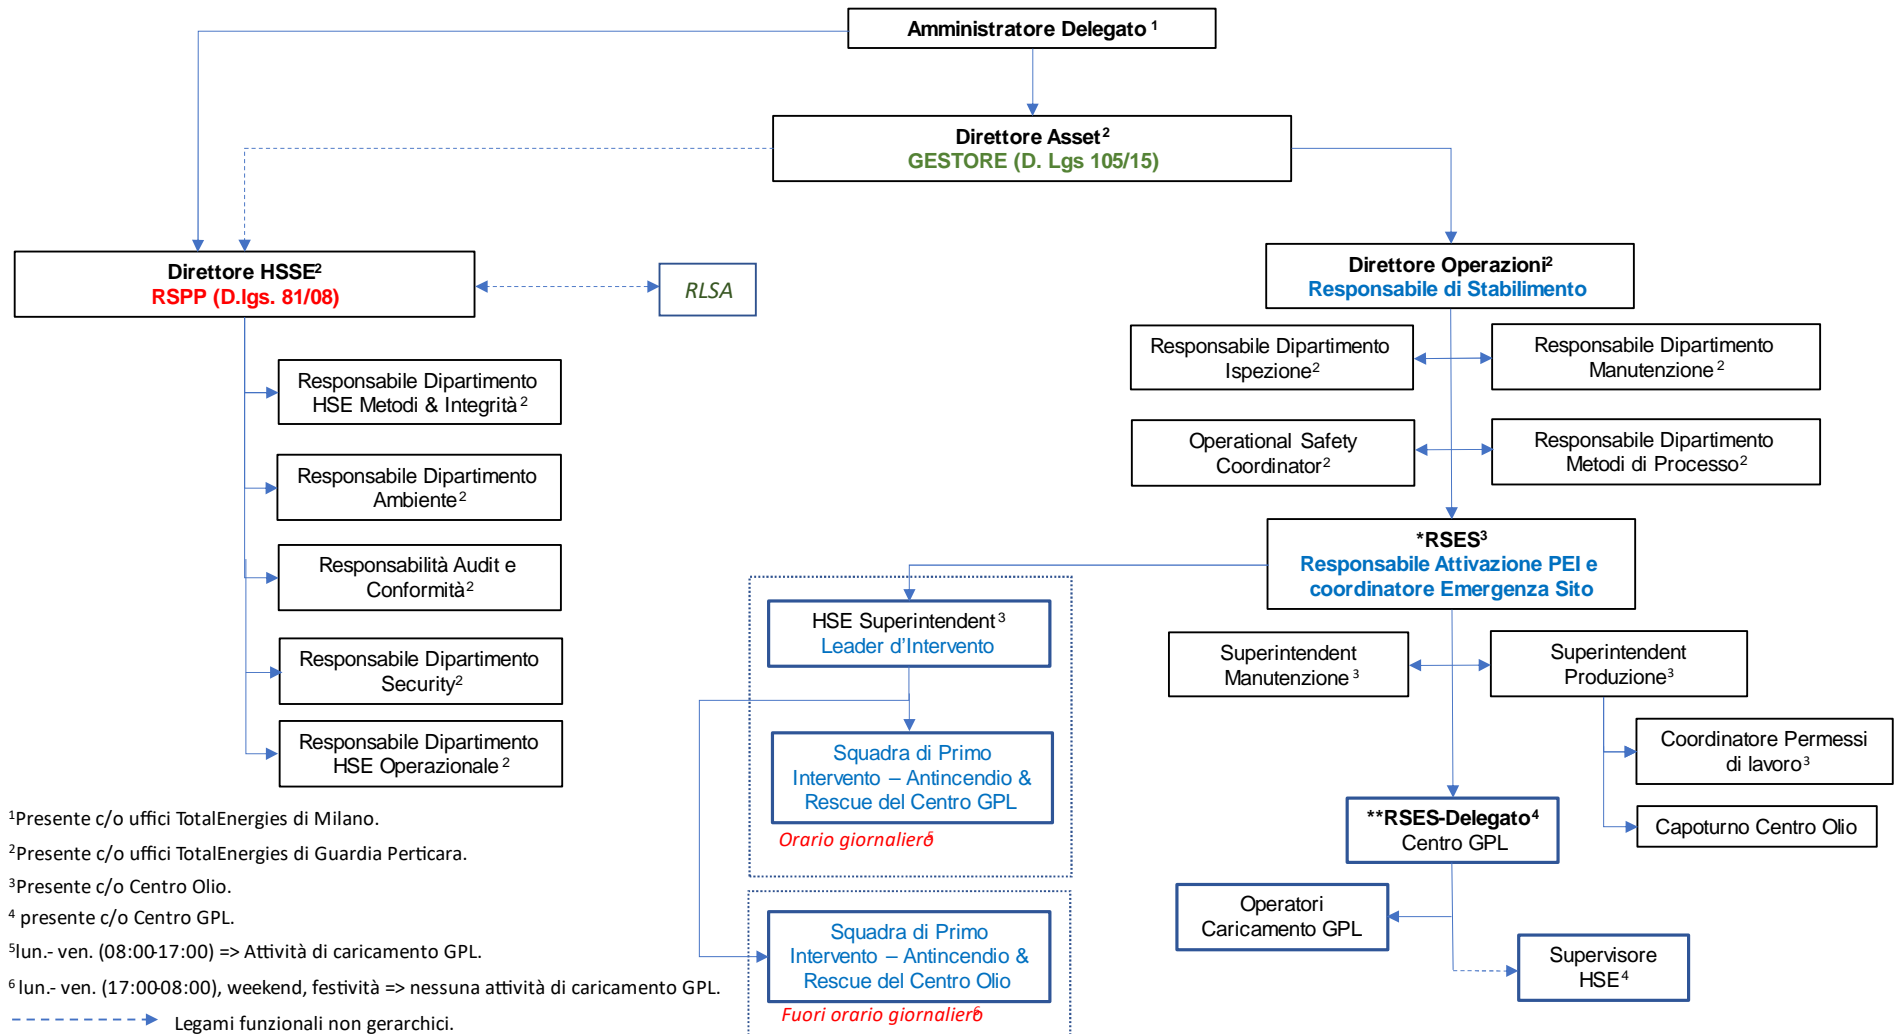 Amministratore Delegato ¹
Direttore Asset²
GESTORE (D. Lgs 105/15)
Direttore HSSE²
RSPP (D.lgs. 81/08)
RLSA
Direttore Operazioni²
Responsabile di Stabilimento
Responsabile Dipartimento
Ispezione²
Responsabile Dipartimento
Manutenzione ²
Operational Safety
Coordinator²
Responsabile Dipartimento
Metodi di Processo²
Responsabile Dipartimento
HSE Metodi & Integrità ²
Responsabile Dipartimento
Ambiente²
Responsabilità Audit e
Conformità²
Responsabile Dipartimento
Security²
Responsabile Dipartimento
HSE Operazionale ²
*RSES³
Responsabile Attivazione PEI e
coordinatore Emergenza Sito
HSE Superintendent³
Leader d’Intervento
Squadra di Primo
Intervento – Antincendio &
Rescue del Centro GPL
Orario giornaliero⁵
Squadra di Primo
Intervento – Antincendio &
Rescue del Centro Olio
Fuori orario giornaliero⁶
Superintendent
Manutenzione ³
Superintendent
Produzione³
Coordinatore Permessi
di lavoro³
Capoturno Centro Olio
**RSES-Delegato⁴
Centro GPL
Operatori
Caricamento GPL
Supervisore
HSE⁴
¹Presente c/o uffici TotalEnergies di Milano.
²Presente c/o uffici TotalEnergies di Guardia Perticara.
³Presente c/o Centro Olio.
⁴ presente c/o Centro GPL.
⁵lun.- ven. (08:00-17:00) => Attività di caricamento GPL.
⁶ lun.- ven. (17:00-08:00), weekend, festività => nessuna attività di caricamento GPL.
Legami funzionali non gerarchici.